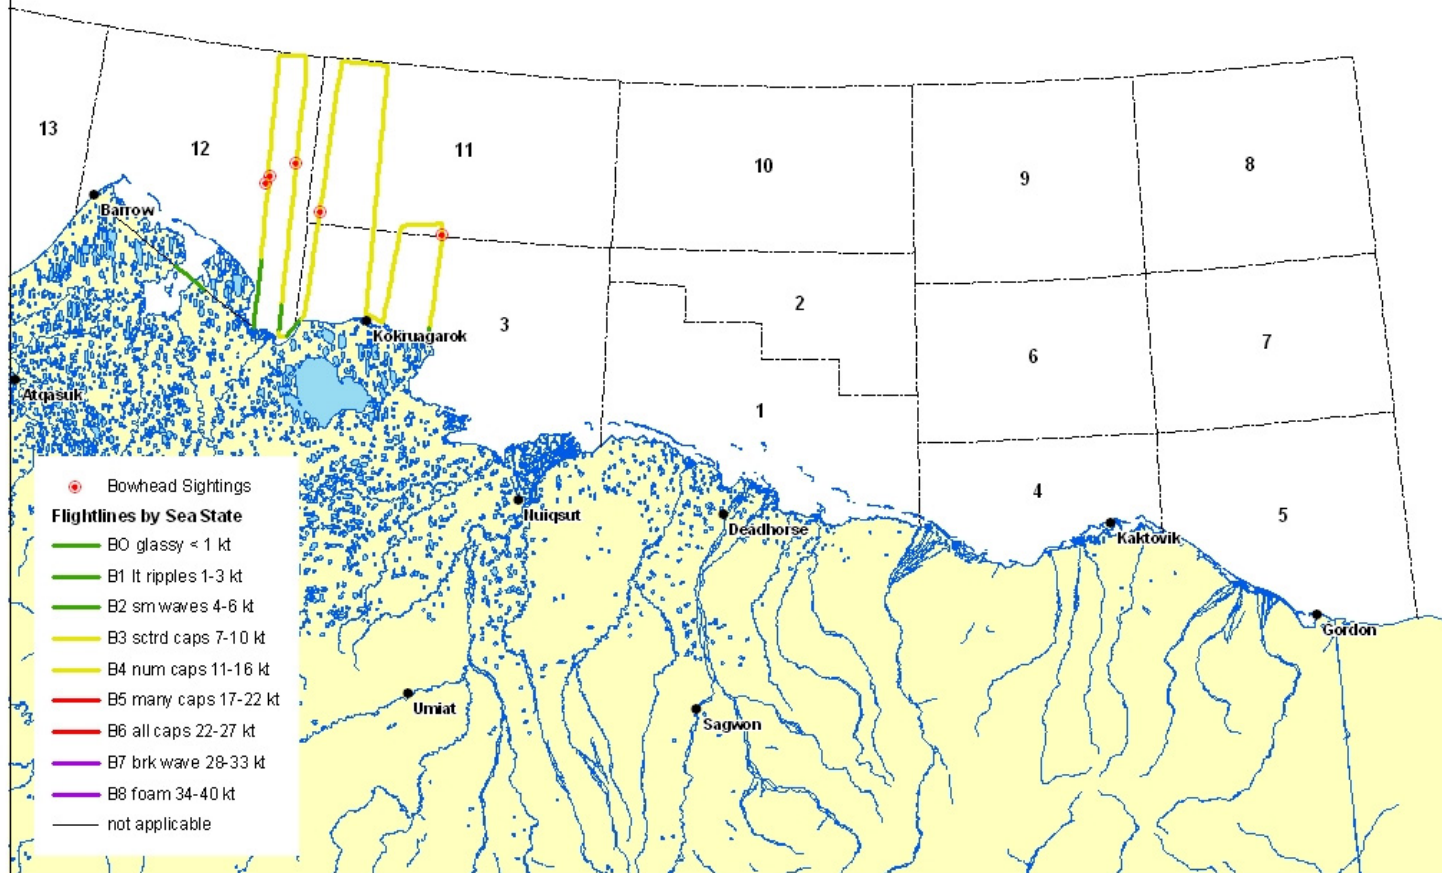 13
12
11
10
9
8
Barrow
2
3
Kokruagarok
6
7
Atqasuk
1
Bowhead Sightings
Flightlines by Sea State
B0 glassy < 1 kt
B1 lt ripples 1-3 kt
B2 sm waves 4-6 kt
B3 sctrd caps 7-10 kt
B4 num caps 11-16 kt
B5 many caps 17-22 kt
B6 all caps 22-27 kt
B7 brk wave 28-33 kt
B8 foam 34-40 kt
not applicable
4
5
Nuiqsut
Deadhorse
Kaktovik
Gordon
Umiat
Sagwon